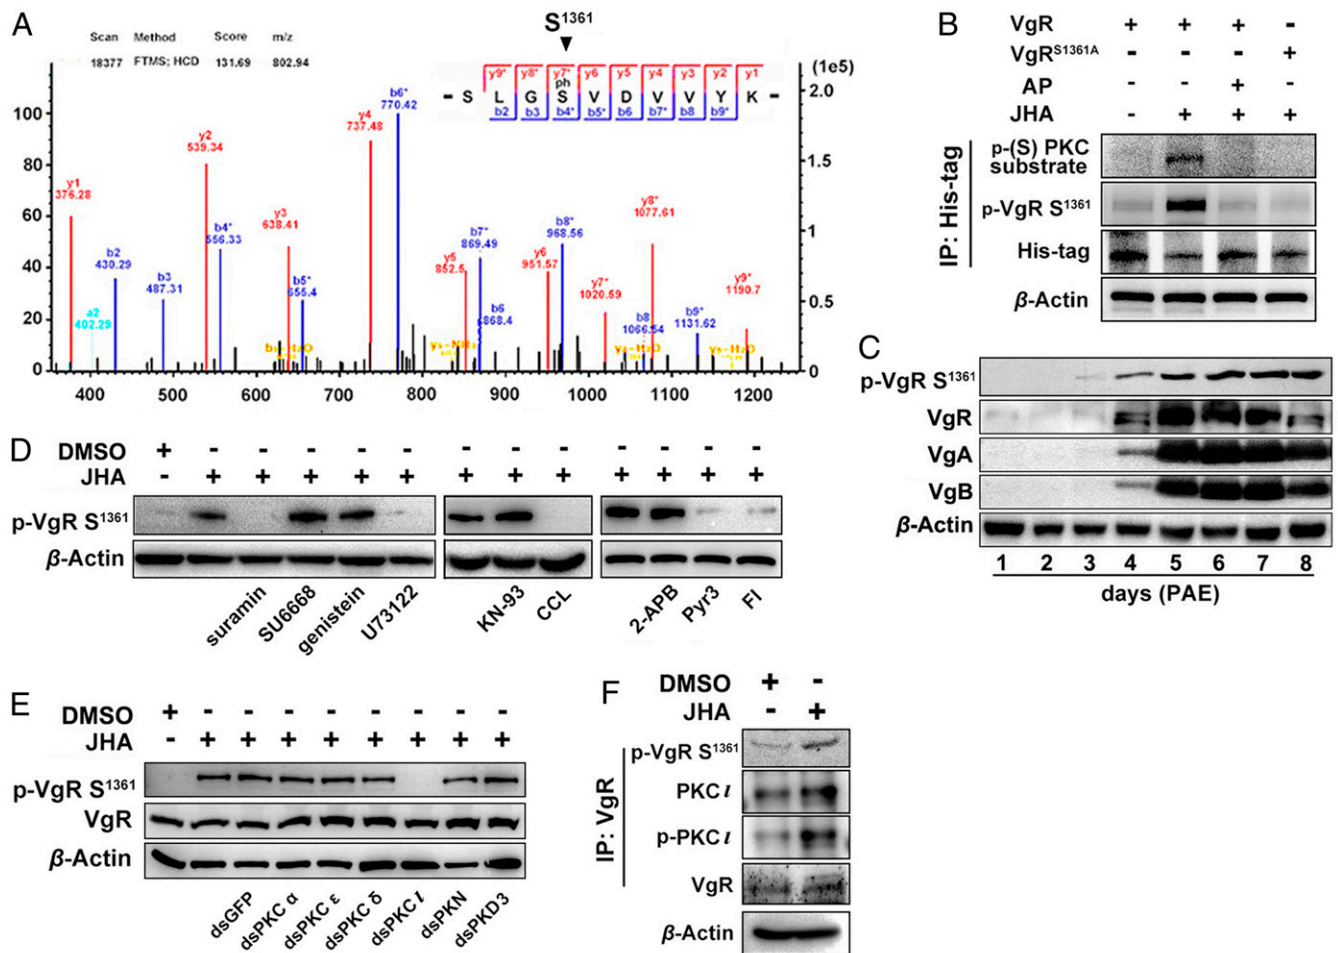 A
S1361
Scan Method Score m/z
18377 FTMS; HCD 131.69 802.94
y9* y8* y7* y6 y5 y4 y3 y2 y1
ph
- S L G S V D V V Y K -
b2 b3 b4* b5* b6 b7* b8 b9*
(1e5)
100
80
60
40
20
0
2.0
1.5
1
0.5
0
400 500 600 700 800 900 1000 1100 1200
y1
376.28
a2
402.29
b2
430.29
b3
487.31
y2
539.34
b4*
556.33
y3
638.41
b5*
655.4
y4
737.48
b6*
770.42
y5
852.5
b7*
869.49
b6
868.4
y6
951.57
b8*
968.56
y7*
1020.59
b8
1066.54
y8*
1077.61
b9*
1131.62
y9*
1190.7
B
VgR + + + -
VgRS1361A - - - +
AP - - + -
JHA - + + +
IP: His-tag
p-(S) PKC
substrate
p-VgR S1361
His-tag
β-Actin
C
p-VgR S1361
VgR
VgA
VgB
β-Actin
1 2 3 4 5 6 7 8
days (PAE)
D
DMSO + - - - - - - - - - - - -
JHA - + + + + + + + + + + + +
p-VgR S1361
β-Actin
suramin
SU6668
genistein
U73122
KN-93
CCL
2-APB
Pyr3
FI
E
DMSO + - - - - - - - -
JHA - + + + + + + + +
p-VgR S1361
VgR
β-Actin
dsGFP
dsPKC α
dsPKC ε
dsPKC δ
dsPKC ι
dsPKN
dsPKD3
F
DMSO + -
JHA - +
IP: VgR
p-VgR S1361
PKC ι
p-PKC ι
VgR
β-Actin